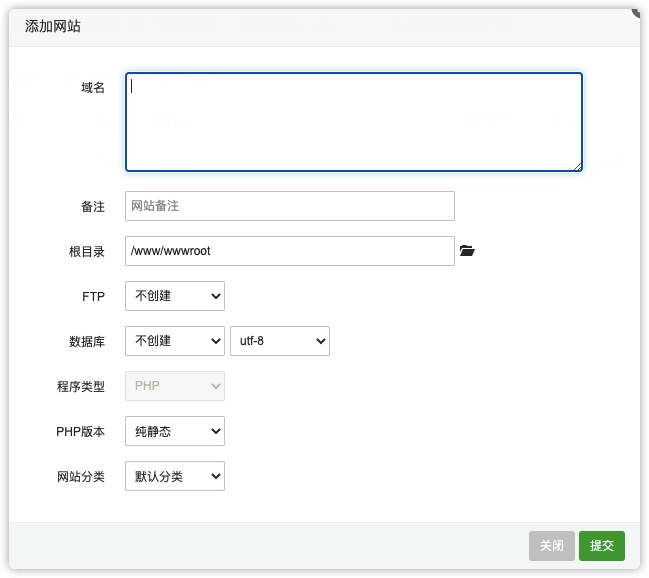 添加网站
域名
备注 网站备注
根目录 /www/wwwroot
FTP 不创建
数据库 不创建 utf-8
程序类型 PHP
PHP版本 纯静态
网站分类 默认分类
关闭 提交